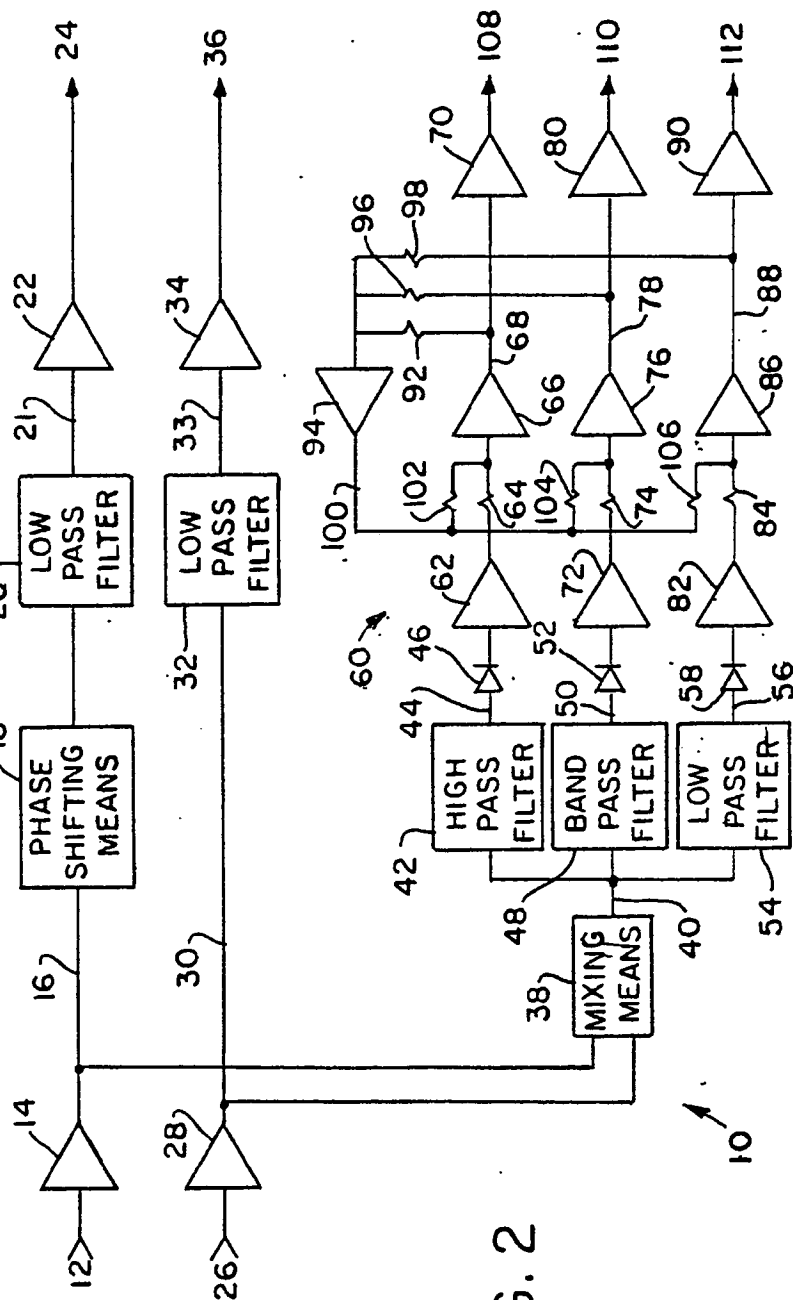 12
14
16
PHASE
SHIFTING
MEANS
LOW
PASS
FILTER
21
22
24
26
28
30
32
LOW
PASS
FILTER
33
34
36
10
38
MIXING
MEANS
40
42
HIGH
PASS
FILTER
44
46
48
BAND
PASS
FILTER
50
52
54
LOW
PASS
FILTER
56
58
60
62
64
66
68
70
108
72
74
76
78
80
110
82
84
86
88
90
112
92
94
96
98
100
102
104
106
G. 2